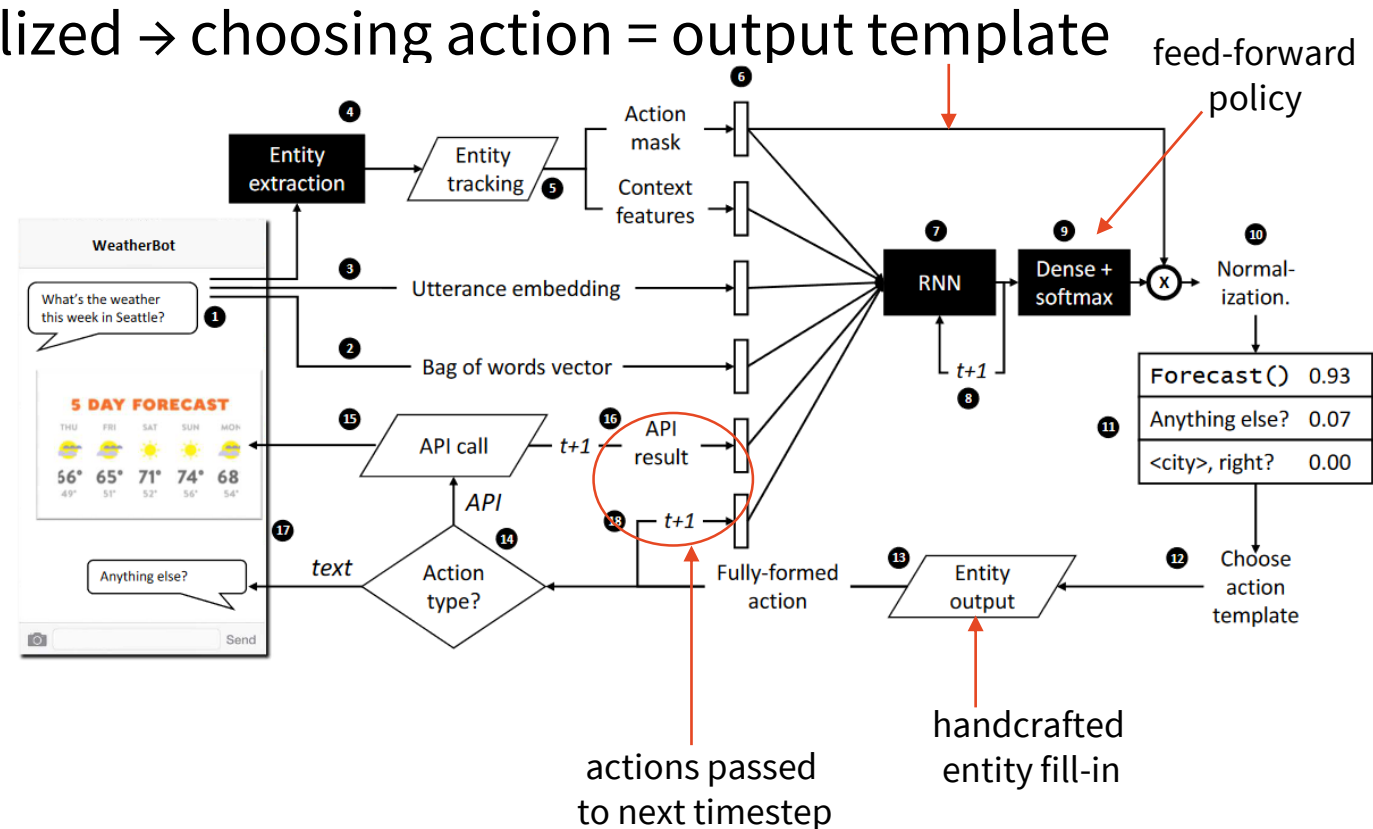 lized → choosing action = output template
feed-forward
policy
6
4
Action
mask
Entity
extraction
Entity
tracking
5
Context
features
7
9
10
WeatherBot
3
What's the weather
this week in Seattle?
1
Utterance embedding
RNN
Dense +
softmax
X
Normal-
ization.
2
Bag of words vector
t+1
8
Forecast() 0.93
Anything else? 0.07
<city>, right? 0.00
11
5 DAY FORECAST
THU FRI SAT SUN MON
66° 65° 71° 74° 68
49° 51° 52° 56° 54°
15
API call
t+1
16
API
result
API
18
t+1
17
14
13
12
text
Anything else?
Action
type?
Fully-formed
action
Entity
output
Choose
action
template
Send
handcrafted
entity fill-in
actions passed
to next timestep